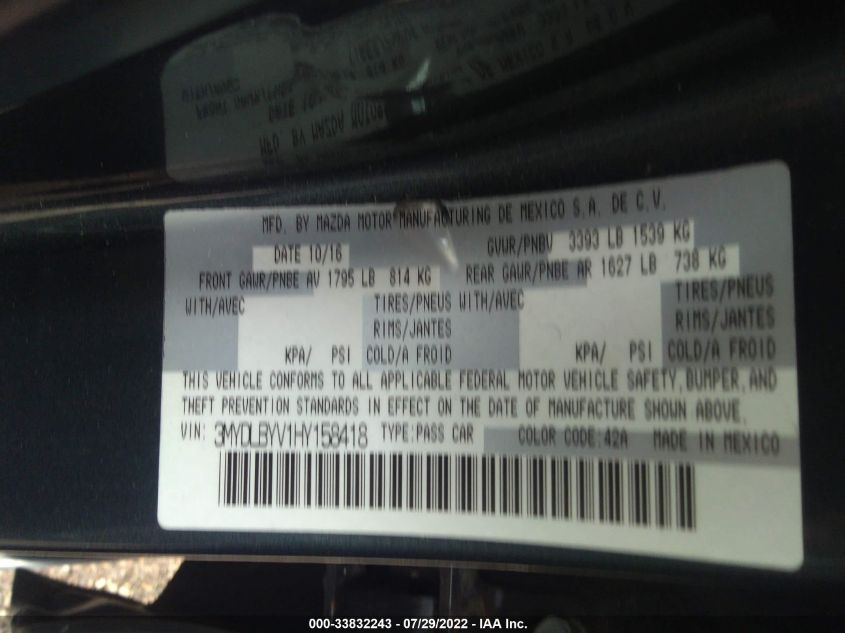 MFD. BY MAZDA MOTOR MANUFACTURING DE MEXICO S.A. DE C.V.
DATE 10/16 GVWR/PNBV 3393 LB 1539 KG
FRONT GAWR/PNBE AV 1795 LB 814 KG REAR GAWR/PNBE AR 1627 LB 738 KG
WITH/AVEC TIRES/PNEUS WITH/AVEC TIRES/PNEUS
RIMS/JANTES RIMS/JANTES
KPA/ PSI COLD/A FROID KPA/ PSI COLD/A FROID
THIS VEHICLE CONFORMS TO ALL APPLICABLE FEDERAL MOTOR VEHICLE SAFETY, BUMPER, AND
THEFT PREVENTION STANDARDS IN EFFECT ON THE DATE OF MANUFACTURE SHOWN ABOVE.
VIN: 3MYDLBYV1HY158418 TYPE:PASS CAR COLOR CODE:42A MADE IN MEXICO
000-33832243 - 07/29/2022 - IAA Inc.